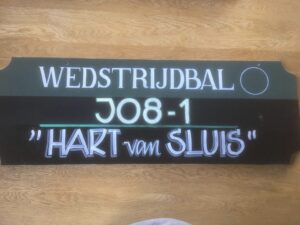 WEDSTRIJDBAL
JO8-1
"HART van SLUIS"